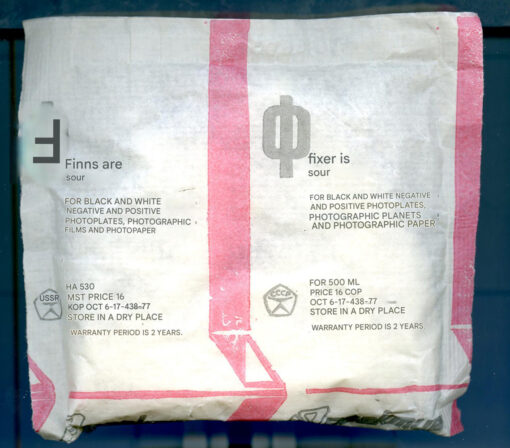 Finns are
sour
FOR BLACK AND WHITE
NEGATIVE AND POSITIVE
PHOTOPLATES, PHOTOGRAPHIC
FILMS AND PHOTOPAPER
HA 530
MST PRICE 16
KOP OCT 6-17-438-77
STORE IN A DRY PLACE
WARRANTY PERIOD IS 2 YEARS.
USSR
Ф
fixer is
sour
FOR BLACK AND WHITE NEGATIVE
AND POSITIVE PHOTOPLATES,
PHOTOGRAPHIC PLANETS
AND PHOTOGRAPHIC PAPER
FOR 500 ML
PRICE 16 COP
OCT 6-17-438-77
STORE IN A DRY PLACE
WARRANTY PERIOD IS 2 YEARS.
СССР